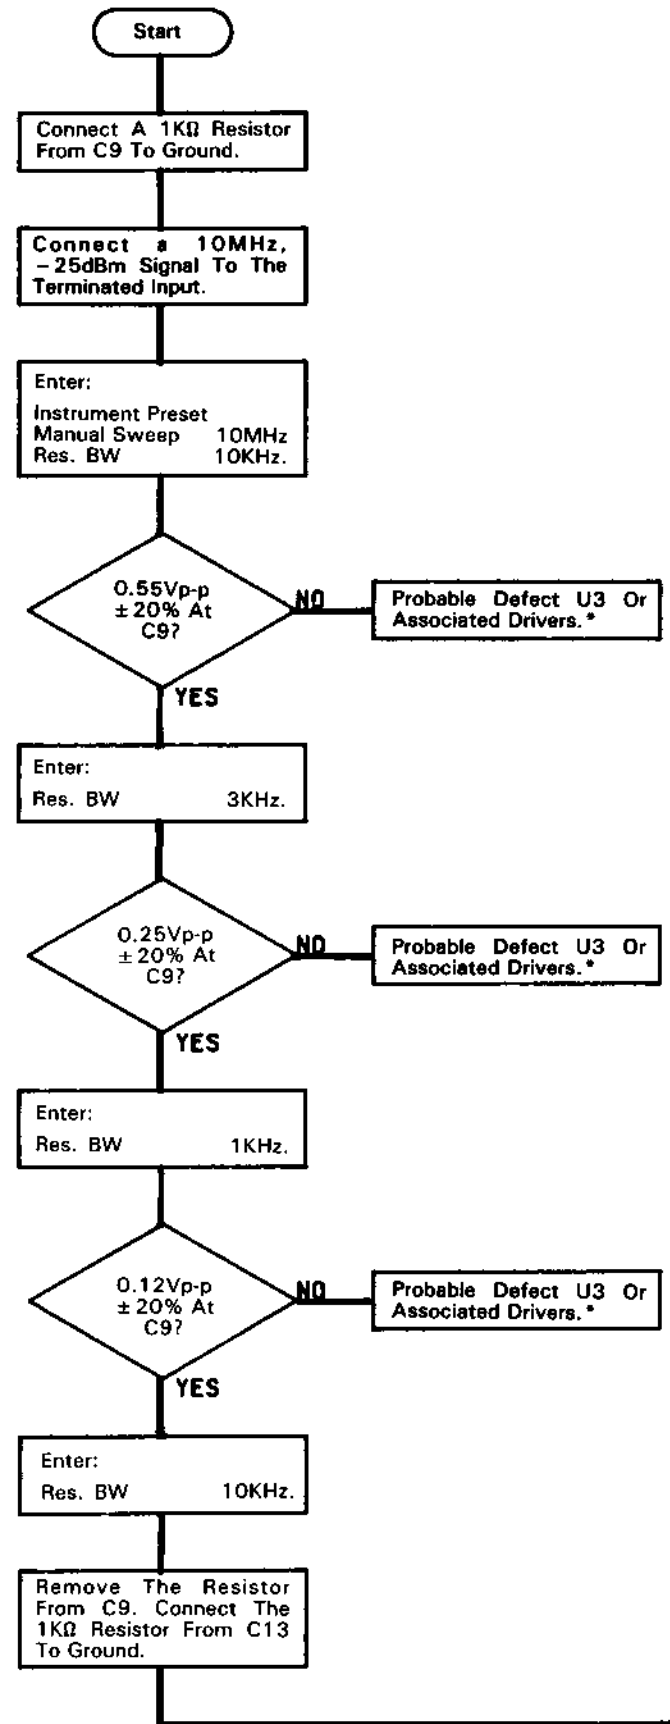 Start
Connect A 1KΩ Resistor
From C9 To Ground.
Connect a 10MHz,
−25dBm Signal To The
Terminated Input.
Enter:
Instrument Preset
Manual Sweep 10MHz
Res. BW 10KHz.
0.55Vp-p
±20% At
C9?
NO
Probable Defect U3 Or
Associated Drivers.*
YES
Enter:
Res. BW 3KHz.
0.25Vp-p
±20% At
C9?
NO
Probable Defect U3 Or
Associated Drivers.*
YES
Enter:
Res. BW 1KHz.
0.12Vp-p
±20% At
C9?
NO
Probable Defect U3 Or
Associated Drivers.*
YES
Enter:
Res. BW 10KHz.
Remove The Resistor
From C9. Connect The
1KΩ Resistor From C13
To Ground.